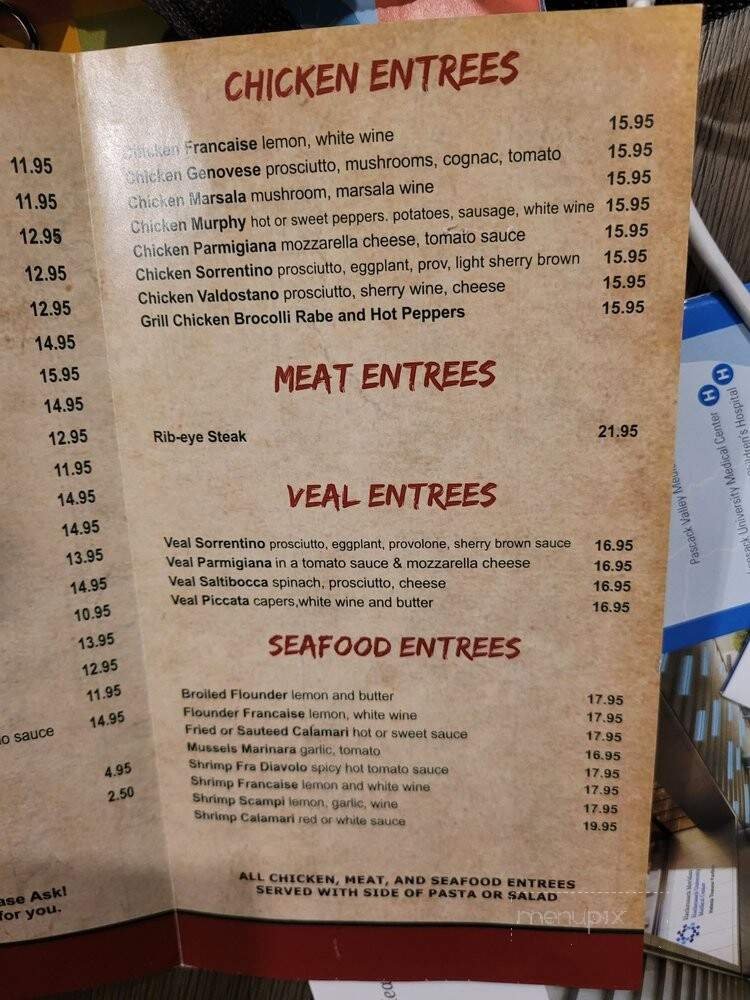 11.95
11.95
12.95
12.95
12.95
14.95
15.95
14.95
12.95
11.95
14.95
14.95
13.95
14.95
10.95
13.95
12.95
11.95
sauce 14.95
4.95
2.50
Ask!
for you.
CHICKEN ENTREES
Chicken Francaise lemon, white wine 15.95
Chicken Genovese prosciutto, mushrooms, cognac, tomato 15.95
Chicken Marsala mushroom, marsala wine 15.95
Chicken Murphy hot or sweet peppers. potatoes, sausage, white wine 15.95
Chicken Parmigiana mozzarella cheese, tomato sauce 15.95
Chicken Sorrentino prosciutto, eggplant, prov, light sherry brown 15.95
Chicken Valdostano prosciutto, sherry wine, cheese 15.95
Grill Chicken Brocolli Rabe and Hot Peppers 15.95
MEAT ENTREES
Rib-eye Steak 21.95
VEAL ENTREES
Veal Sorrentino prosciutto, eggplant, provolone, sherry brown sauce 16.95
Veal Parmigiana in a tomato sauce & mozzarella cheese 16.95
Veal Saltibocca spinach, prosciutto, cheese 16.95
Veal Piccata capers,white wine and butter 16.95
SEAFOOD ENTREES
Broiled Flounder lemon and butter 17.95
Flounder Francaise lemon, white wine 17.95
Fried or Sauteed Calamari hot or sweet sauce 17.95
Mussels Marinara garlic, tomato 16.95
Shrimp Fra Diavolo spicy hot tomato sauce 17.95
Shrimp Francaise lemon and white wine 17.95
Shrimp Scampi lemon, garlic, wine 17.95
Shrimp Calamari red or white sauce 19.95
ALL CHICKEN, MEAT, AND SEAFOOD ENTREES
SERVED WITH SIDE OF PASTA OR SALAD
menupix
H H
Pascack Valley
University Medical Center
Hospital